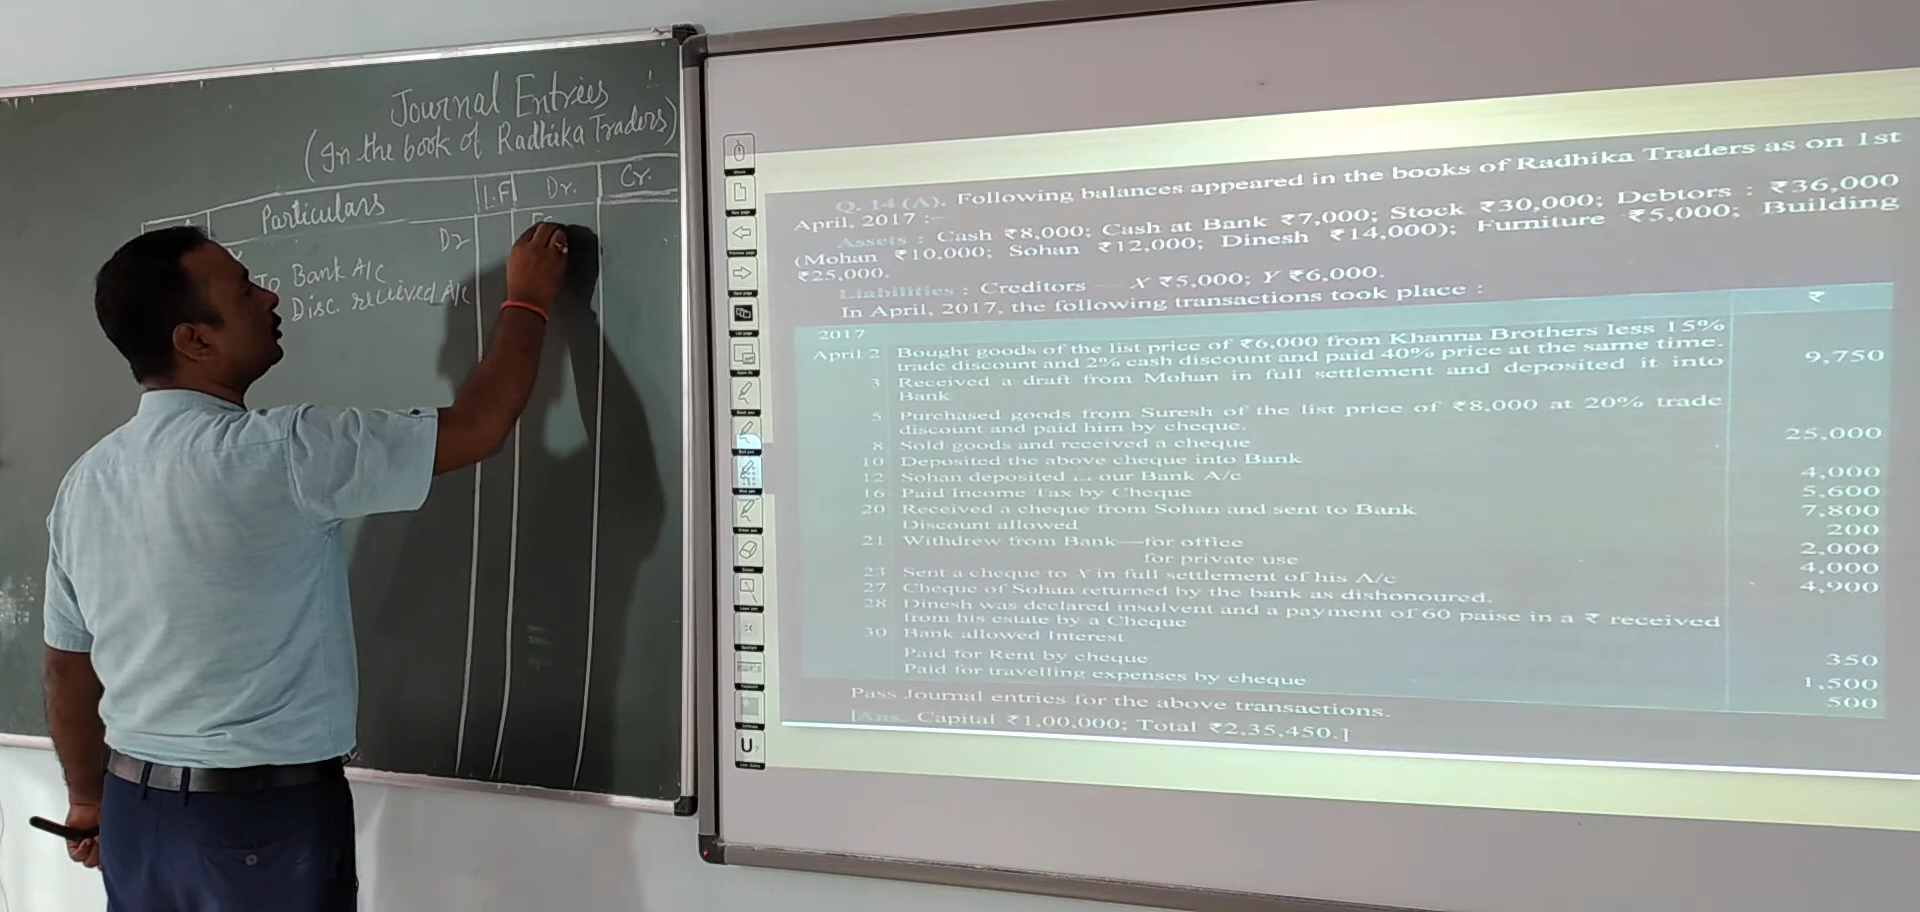 Journal Entries
(In the book of Radhika Traders)
Particulars
L.F
Dr.
Cr.
Dr
To Bank A/c
Disc. received A/c
Q. 14 (A). Following balances appeared in the books of Radhika Traders as on 1st
April, 2017 :—
Assets : Cash ₹8,000; Cash at Bank ₹7,000; Stock ₹30,000; Debtors : ₹36,000
(Mohan ₹10,000; Sohan ₹12,000; Dinesh ₹14,000); Furniture ₹5,000; Building
₹25,000.
Liabilities : Creditors — X ₹5,000; Y ₹6,000.
In April, 2017, the following transactions took place :
2017 ₹
April 2 Bought goods of the list price of ₹6,000 from Khanna Brothers less 15%
trade discount and 2% cash discount and paid 40% price at the same time.
3 Received a draft from Mohan in full settlement and deposited it into
Bank 9,750
5 Purchased goods from Suresh of the list price of ₹8,000 at 20% trade
discount and paid him by cheque.
8 Sold goods and received a cheque 25,000
10 Deposited the above cheque into Bank
12 Sohan deposited our Bank A/c 4,000
16 Paid Income Tax by Cheque 5,600
20 Received a cheque from Sohan and sent to Bank 7,800
Discount allowed 200
21 Withdrew from Bank—for office 2,000
for private use 4,000
23 Sent a cheque to X in full settlement of his A/c 4,900
27 Cheque of Sohan returned by the bank as dishonoured.
28 Dinesh was declared insolvent and a payment of 60 paise in a ₹ received
from his estate by a Cheque
30 Bank allowed Interest 350
Paid for Rent by cheque 1,500
Paid for travelling expenses by cheque 500
Pass Journal entries for the above transactions.
[Ans. Capital ₹1,00,000; Total ₹2,35,450.]